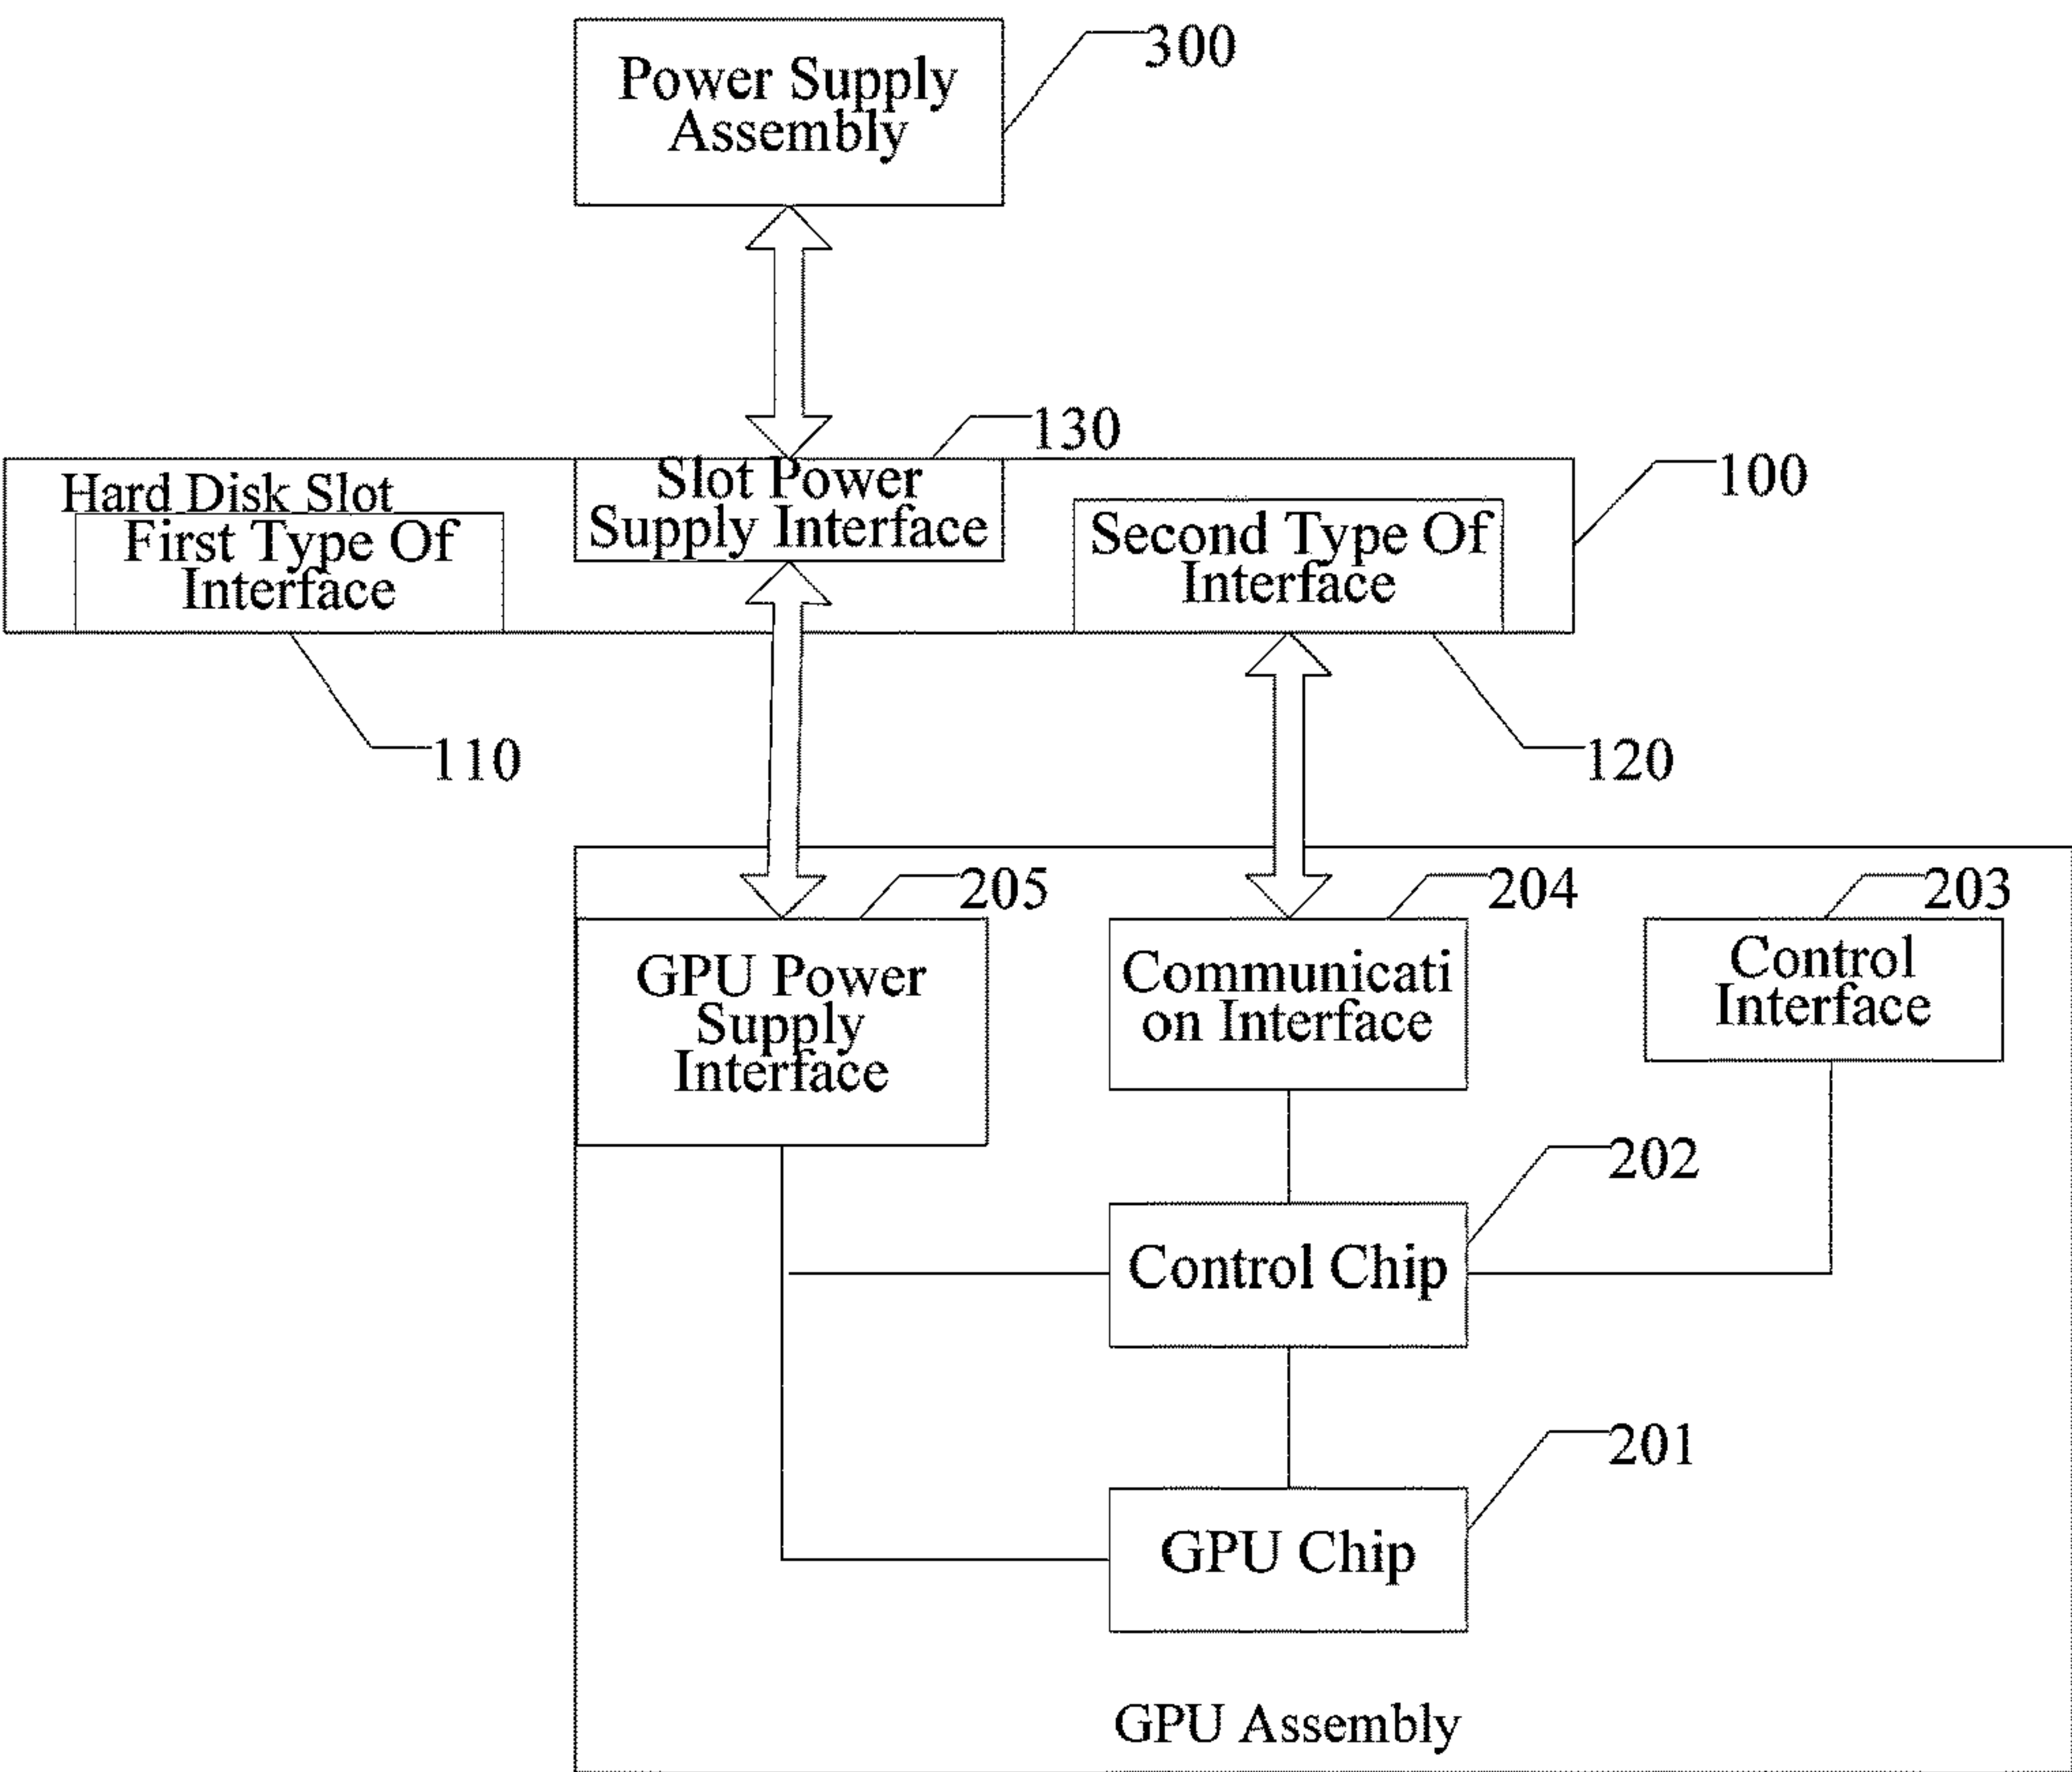 300
Power Supply
Assembly
130
100
Hard Disk Slot
First Type Of
Interface
Slot Power
Supply Interface
Second Type Of
Interface
110
120
205
204
203
GPU Power
Supply
Interface
Communicati
on Interface
Control
Interface
202
Control Chip
201
GPU Chip
GPU Assembly